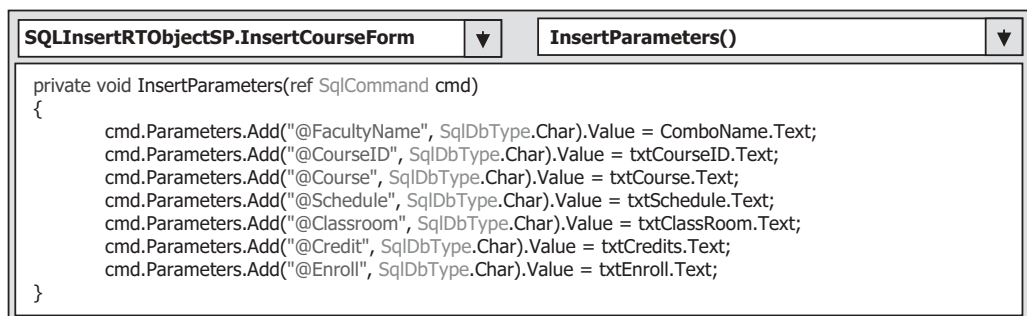 SQLInsertRTObjectSP.InsertCourseForm InsertParameters()
private void InsertParameters(ref SqlCommand cmd)
{
cmd.Parameters.Add("@FacultyName", SqlDbType.Char).Value = ComboName.Text;
cmd.Parameters.Add("@CourseID", SqlDbType.Char).Value = txtCourseID.Text;
cmd.Parameters.Add("@Course", SqlDbType.Char).Value = txtCourse.Text;
cmd.Parameters.Add("@Schedule", SqlDbType.Char).Value = txtSchedule.Text;
cmd.Parameters.Add("@Classroom", SqlDbType.Char).Value = txtClassRoom.Text;
cmd.Parameters.Add("@Credit", SqlDbType.Char).Value = txtCredits.Text;
cmd.Parameters.Add("@Enroll", SqlDbType.Char).Value = txtEnroll.Text;
}